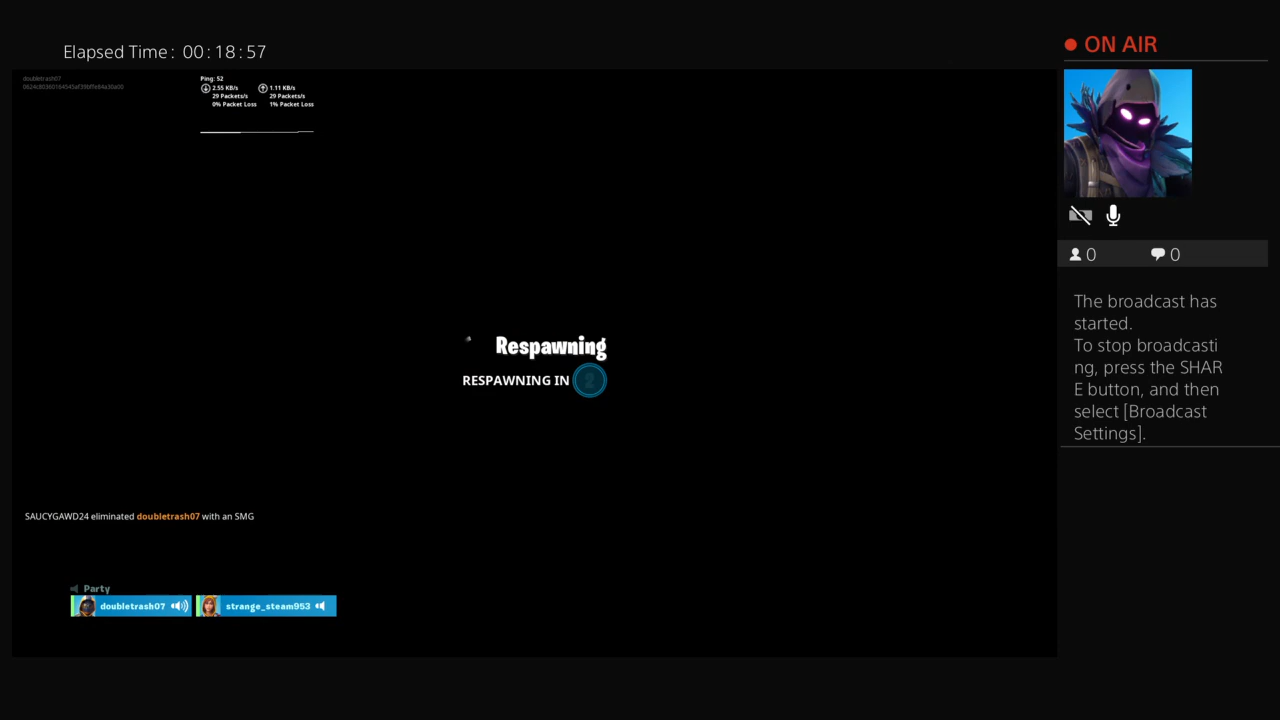 Elapsed Time: 00:18:57
ON AIR
doubletrash07
Ping: 52
2.55 KB/s
1.11 KB/s
29 Packets/s
29 Packets/s
0% Packet Loss
1% Packet Loss
0
0
The broadcast has
started.
To stop broadcasti
ng, press the SHAR
E button, and then
select [Broadcast
Settings].
Respawning
RESPAWNING IN 2
SAUCYGAWD24 eliminated doubletrash07 with an SMG
Party
doubletrash07
strange_steam953